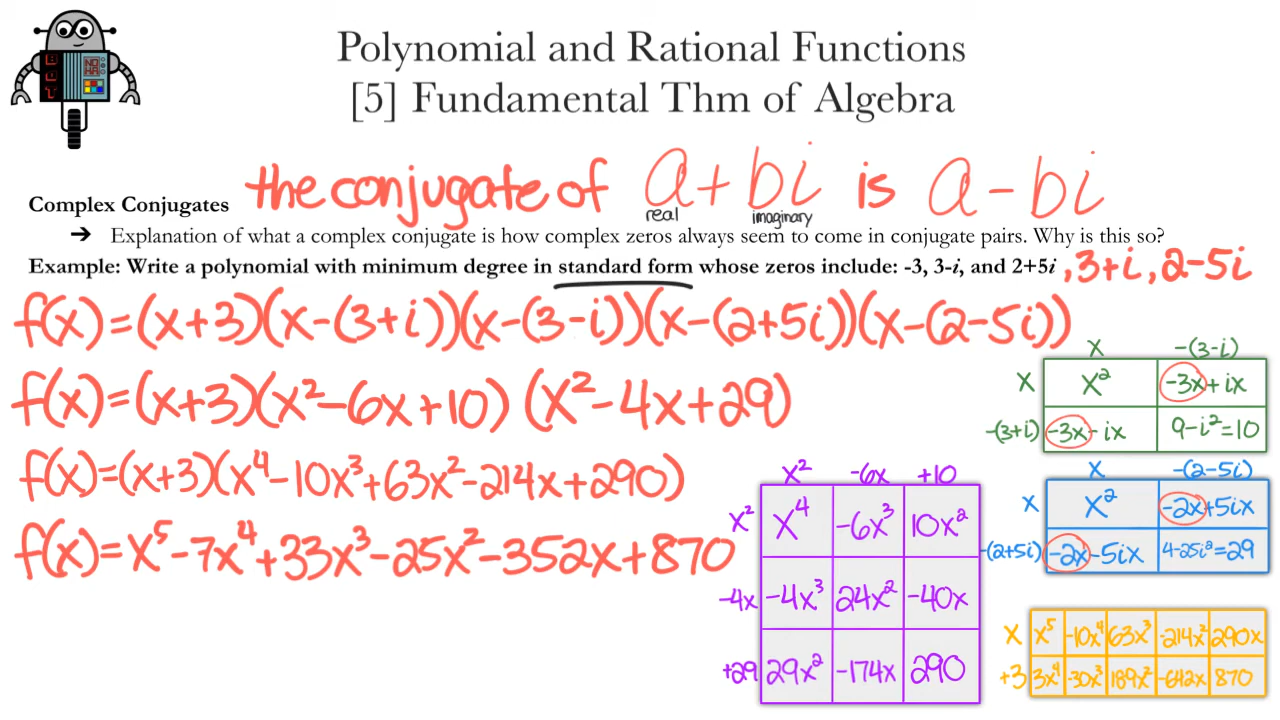 Polynomial and Rational Functions
[5] Fundamental Thm of Algebra
BOT
NO HA
the conjugate of a + bi is a - bi
real imaginary
Complex Conjugates
➔ Explanation of what a complex conjugate is how complex zeros always seem to come in conjugate pairs. Why is this so?
Example: Write a polynomial with minimum degree in standard form whose zeros include: -3, 3-i, and 2+5i , 3+i, 2-5i
f(x) = (x+3)(x-(3+i))(x-(3-i))(x-(2+5i))(x-(2-5i))
f(x) = (x+3)(x²-6x+10) (x²-4x+29)
f(x) = (x+3)(x⁴-10x³+63x²-214x+290)
f(x) = x⁵-7x⁴+33x³-25x²-352x+870
x -(3-i)
x x² -3x+ix
-(3+i) -3x-ix 9-i²=10
x -(2-5i)
x x² -2x+5ix
-(2+5i) -2x-5ix 4-25i²=29
x² -6x +10
x² x⁴ -6x³ 10x²
-4x -4x³ 24x² -40x
+29 29x² -174x 290
x x⁵ -10x⁴ 63x³ -214x² 290x
+3 3x⁴ -30x³ 189x² -642x 870